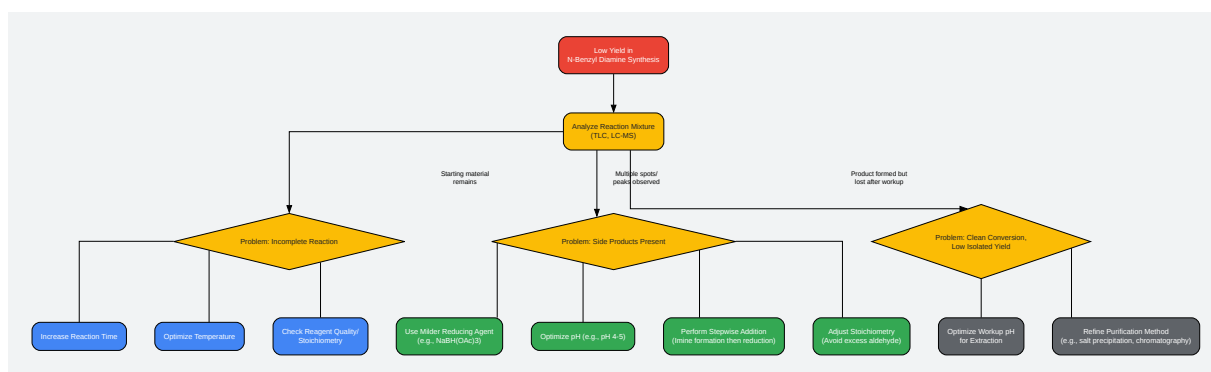 Low Yield in
N-Benzyl Diamine Synthesis
Analyze Reaction Mixture
(TLC, LC-MS)
Starting material
remains
Multiple spots/
peaks observed
Product formed but
lost after workup
Problem: Incomplete Reaction
Problem: Side Products Present
Problem: Clean Conversion,
Low Isolated Yield
Increase Reaction Time
Optimize Temperature
Check Reagent Quality/
Stoichiometry
Use Milder Reducing Agent
(e.g., NaBH(OAc)3)
Optimize pH (e.g., pH 4-5)
Perform Stepwise Addition
(Imine formation then reduction)
Adjust Stoichiometry
(Avoid excess aldehyde)
Optimize Workup pH
for Extraction
Refine Purification Method
(e.g., salt precipitation, chromatography)